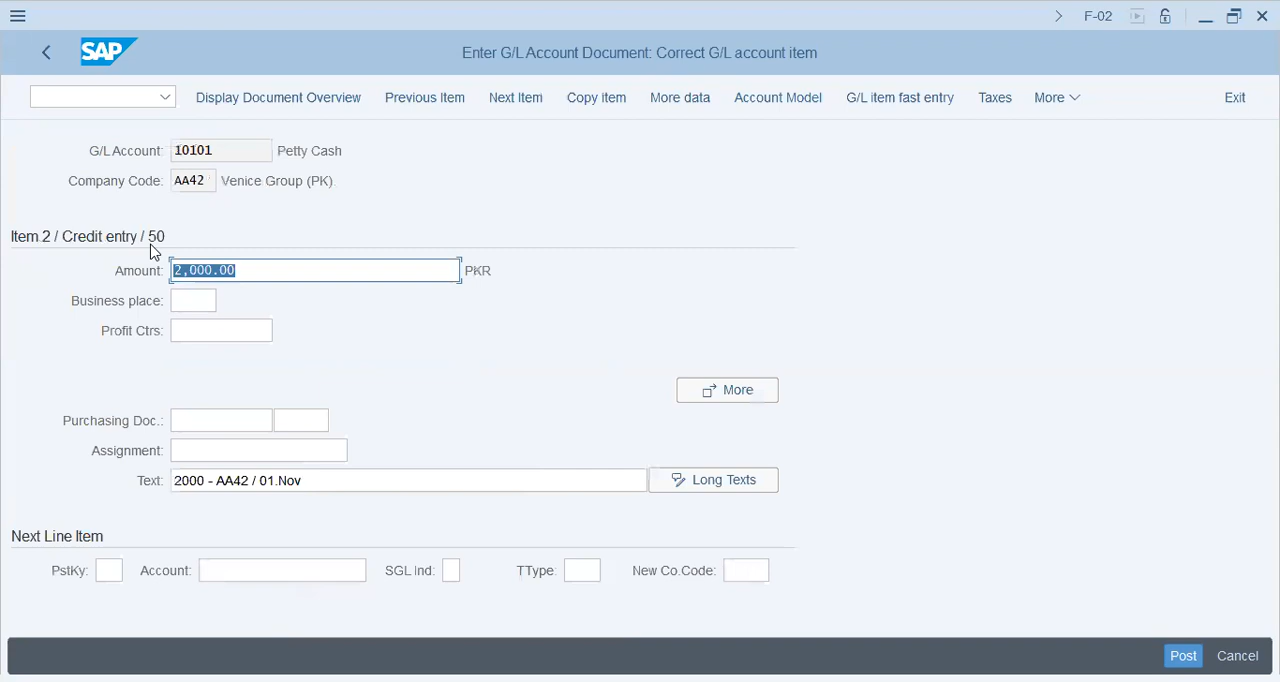 F-02
SAP Enter G/L Account Document: Correct G/L account item
Display Document Overview Previous Item Next Item Copy item More data Account Model G/L item fast entry Taxes More Exit
G/L Account: 10101 Petty Cash
Company Code: AA42 Venice Group (PK)
Item 2 / Credit entry / 50
Amount: 2,000.00 PKR
Business place:
Profit Ctrs:
More
Purchasing Doc.:
Assignment:
Text: 2000 - AA42 / 01.Nov Long Texts
Next Line Item
PstKy: Account: SGL Ind: TType: New Co.Code:
Post Cancel